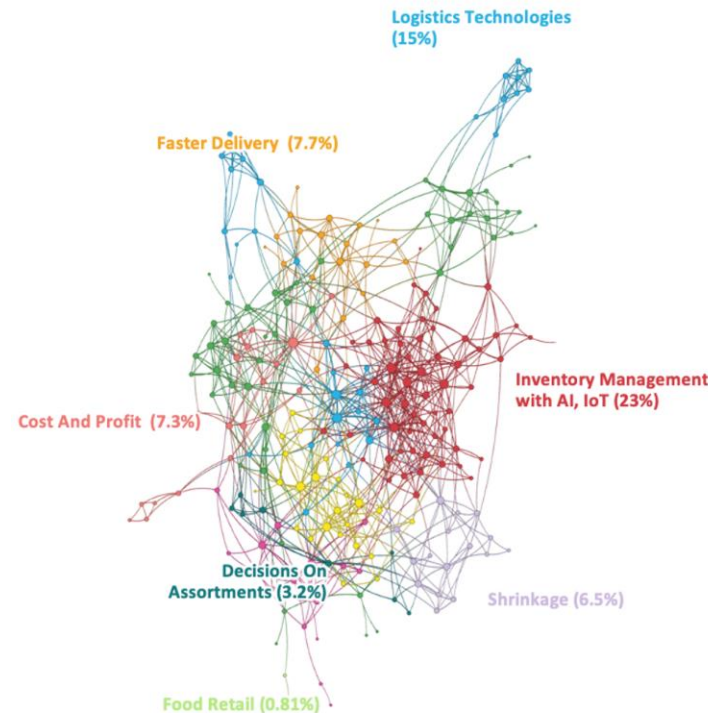 Logistics Technologies
(15%)
Faster Delivery (7.7%)
Inventory Management
with AI, IoT (23%)
Cost And Profit (7.3%)
Decisions On
Assortments (3.2%)
Shrinkage (6.5%)
Food Retail (0.81%)